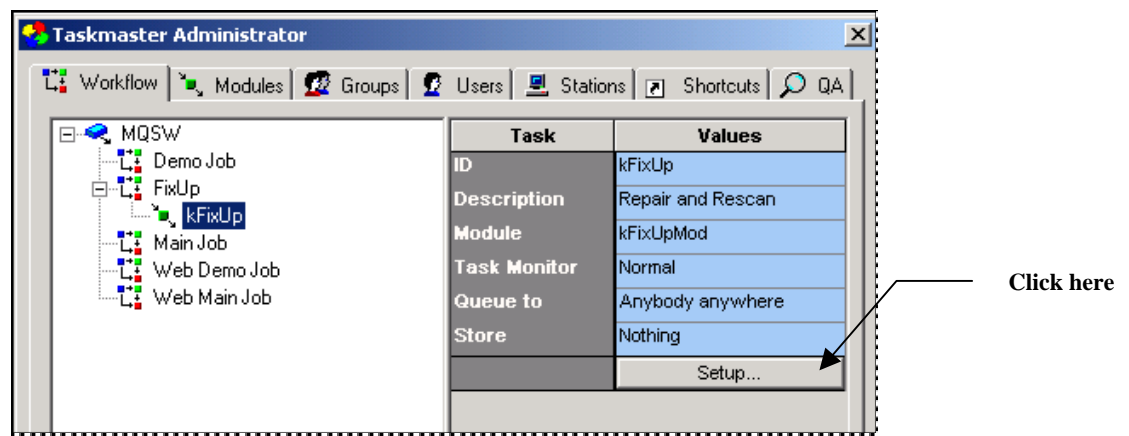 Taskmaster Administrator
Workflow Modules Groups Users Stations Shortcuts QA
MQSW
Demo Job
FixUp
kFixUp
Main Job
Web Demo Job
Web Main Job
Task Values
ID kFixUp
Description Repair and Rescan
Module kFixUpMod
Task Monitor Normal
Queue to Anybody anywhere
Store Nothing
Setup...
Click here